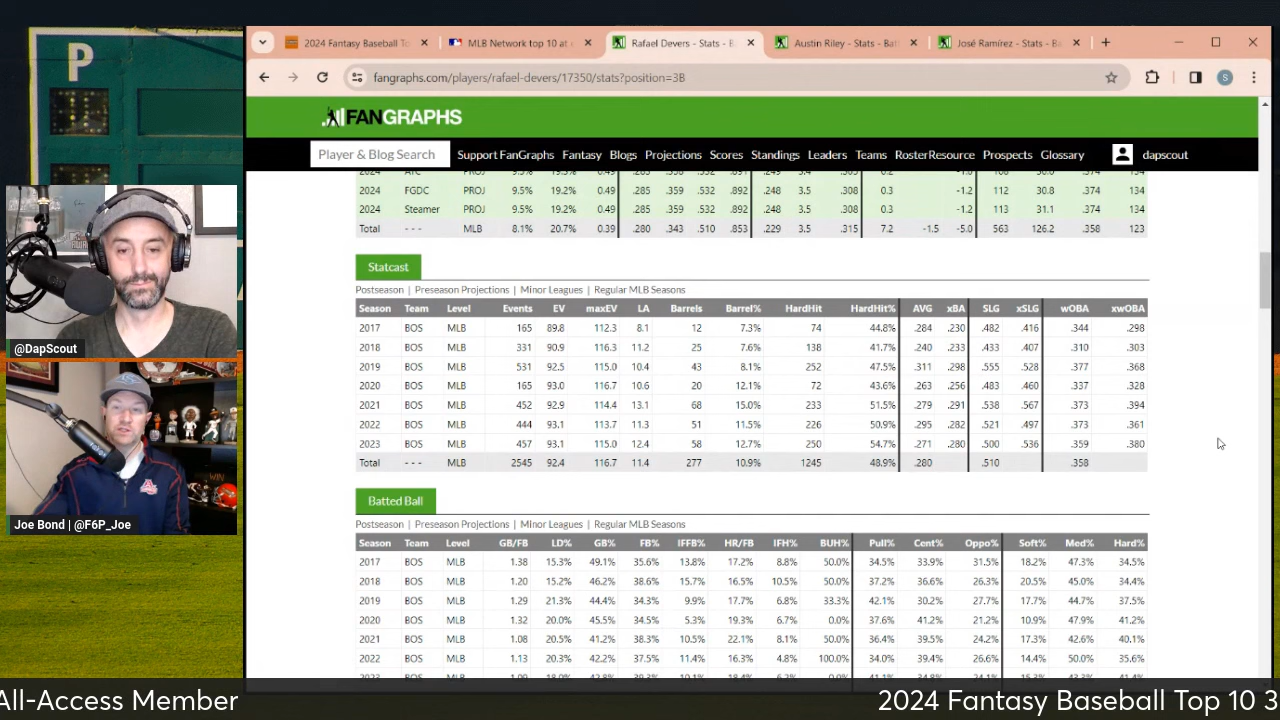 P
2024 Fantasy Baseball To
MLB Network top 10 at
Rafael Devers - Stats - B
Austin Riley - Stats - Bat
José Ramírez - Stats - Ba
fangraphs.com/players/rafael-devers/17350/stats?position=3B
S
FANGRAPHS
Player & Blog Search Support FanGraphs Fantasy Blogs Projections Scores Standings Leaders Teams RosterResource Prospects Glossary dapscout
2024 FGDC PROJ 9.5% 19.2% 0.49 .285 .359 .532 .892 .248 3.5 .308 0.3 -1.2 112 30.8 .374 134
2024 Steamer PROJ 9.5% 19.2% 0.49 .285 .359 .532 .892 .248 3.5 .308 0.3 -1.2 113 31.1 .374 134
Total - - - MLB 8.1% 20.7% 0.39 .280 .343 .510 .853 .229 3.5 .315 7.2 -1.5 -5.0 563 126.2 .358 123
Statcast
Postseason | Preseason Projections | Minor Leagues | Regular MLB Seasons
Season Team Level Events EV maxEV LA Barrels Barrel% HardHit HardHit% AVG xBA SLG xSLG wOBA xwOBA
2017 BOS MLB 165 89.8 112.3 8.1 12 7.3% 74 44.8% .284 .230 .482 .416 .344 .298
2018 BOS MLB 331 90.9 116.3 11.2 25 7.6% 138 41.7% .240 .233 .433 .407 .310 .303
2019 BOS MLB 531 92.5 115.0 10.4 43 8.1% 252 47.5% .311 .298 .555 .528 .377 .368
2020 BOS MLB 165 93.0 116.7 10.6 20 12.1% 72 43.6% .263 .256 .483 .460 .337 .328
2021 BOS MLB 452 92.9 114.4 13.1 68 15.0% 233 51.5% .279 .291 .538 .567 .373 .394
2022 BOS MLB 444 93.1 113.7 11.3 51 11.5% 226 50.9% .295 .282 .521 .497 .373 .361
2023 BOS MLB 457 93.1 115.0 12.4 58 12.7% 250 54.7% .271 .280 .500 .536 .359 .380
Total - - - MLB 2545 92.4 116.7 11.4 277 10.9% 1245 48.9% .280 .510 .358
Batted Ball
Postseason | Preseason Projections | Minor Leagues | Regular MLB Seasons
Season Team Level GB/FB LD% GB% FB% IFFB% HR/FB IFH% BUH% Pull% Cent% Oppo% Soft% Med% Hard%
2017 BOS MLB 1.38 15.3% 49.1% 35.6% 13.8% 17.2% 8.8% 50.0% 34.5% 33.9% 31.5% 18.2% 47.3% 34.5%
2018 BOS MLB 1.20 15.2% 46.2% 38.6% 15.7% 16.5% 10.5% 50.0% 37.2% 36.6% 26.3% 20.5% 45.0% 34.4%
2019 BOS MLB 1.29 21.3% 44.4% 34.3% 9.9% 17.7% 6.8% 33.3% 42.1% 30.2% 27.7% 17.7% 44.7% 37.5%
2020 BOS MLB 1.32 20.0% 45.5% 34.5% 5.3% 19.3% 6.7% 0.0% 37.6% 41.2% 21.2% 10.9% 47.9% 41.2%
2021 BOS MLB 1.08 20.5% 41.2% 38.3% 10.5% 22.1% 8.1% 50.0% 36.4% 39.5% 24.2% 17.3% 42.6% 40.1%
2022 BOS MLB 1.13 20.3% 42.2% 37.5% 11.4% 16.3% 4.8% 100.0% 34.0% 39.4% 26.6% 14.4% 50.0% 35.6%
@DapScout
WIN
A
Joe Bond | @F6P_Joe
All-Access Member
2024 Fantasy Baseball Top 10 3